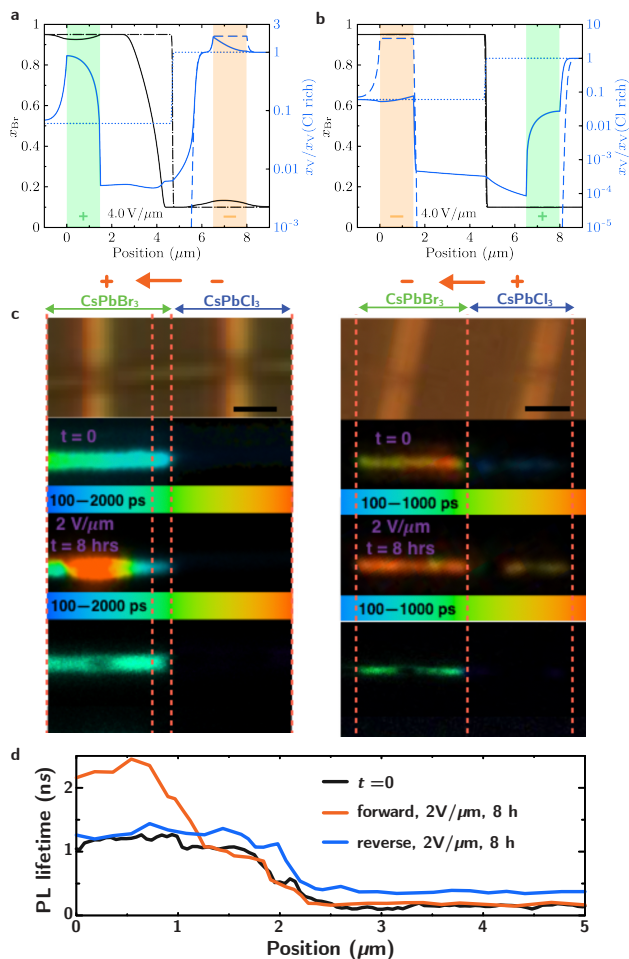 a
b
1
0.8
0.6
0.4
0.2
0
x_Br
3
1
0.1
0.01
10⁻³
x_V/x_V(Cl rich)
+
4.0 V/µm
−
0 2 4 6 8
Position (µm)
1
0.8
0.6
0.4
0.2
0
x_Br
10
1
0.1
0.01
10⁻³
10⁻⁴
10⁻⁵
x_V/x_V(Cl rich)
−
4.0 V/µm
+
0 2 4 6 8
Position (µm)
c
+ −
CsPbBr₃ CsPbCl₃
t = 0
100—2000 ps
2 V/µm
t = 8 hrs
100—2000 ps
− +
CsPbBr₃ CsPbCl₃
t = 0
100—1000 ps
2 V/µm
t = 8 hrs
100—1000 ps
d
2
1
0
PL lifetime (ns)
t = 0
forward, 2V/µm, 8 h
reverse, 2V/µm, 8 h
0 1 2 3 4 5
Position (µm)